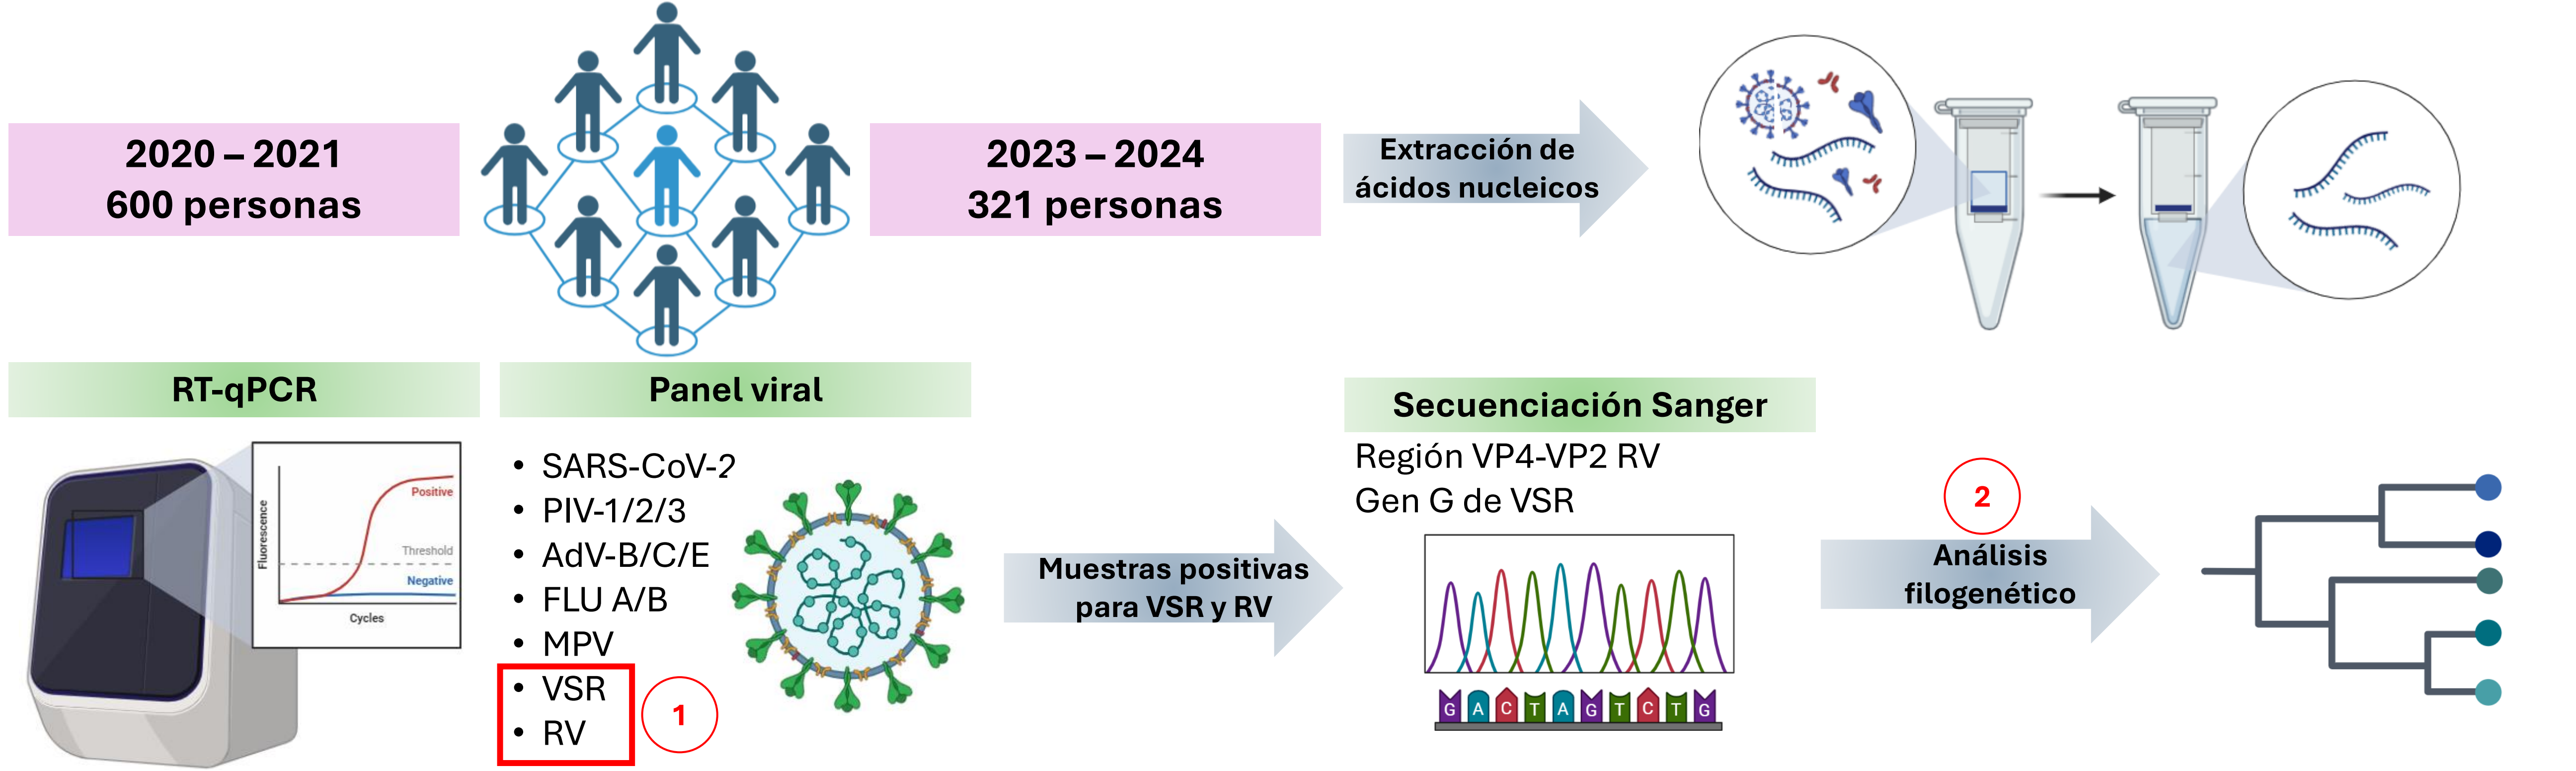 2020 – 2021
600 personas
2023 – 2024
321 personas
Extracción de
ácidos nucleicos
RT-qPCR
Fluorescence
Positive
Threshold
Negative
Cycles
Panel viral
• SARS-CoV-2
• PIV-1/2/3
• AdV-B/C/E
• FLU A/B
• MPV
• VSR
• RV
1
Muestras positivas
para VSR y RV
Secuenciación Sanger
Región VP4-VP2 RV
Gen G de VSR
G A C T A G T C T G
2
Análisis
filogenético